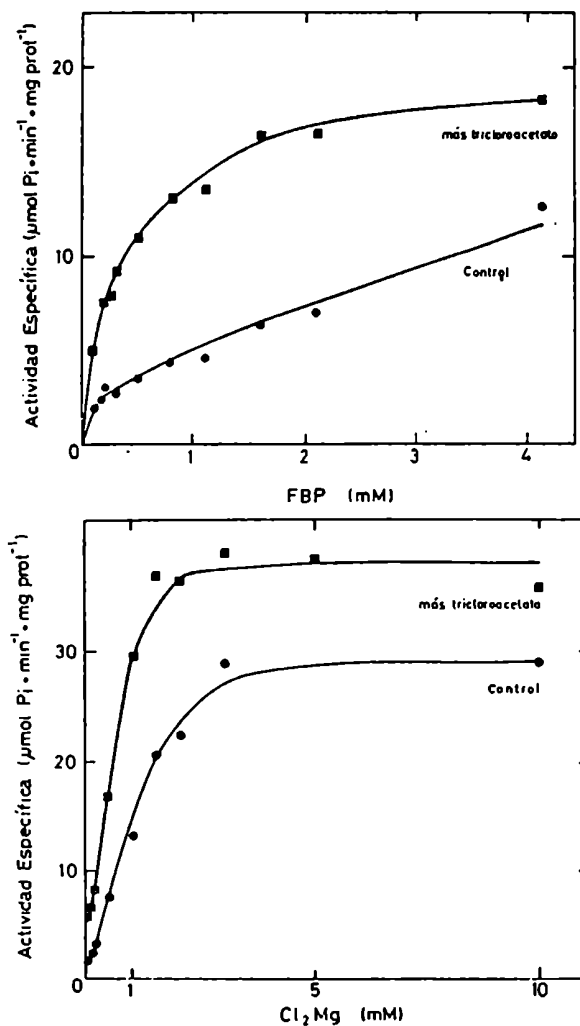 Actividad Específica (μmol Pi•min⁻¹•mg prot⁻¹)
20
10
0
más tricloroacetato
Control
0
1
2
3
4
FBP (mM)
Actividad Específica (μmol Pi•min⁻¹•mg prot⁻¹)
30
20
10
0
más tricloroacetato
Control
1
5
10
Cl₂Mg (mM)